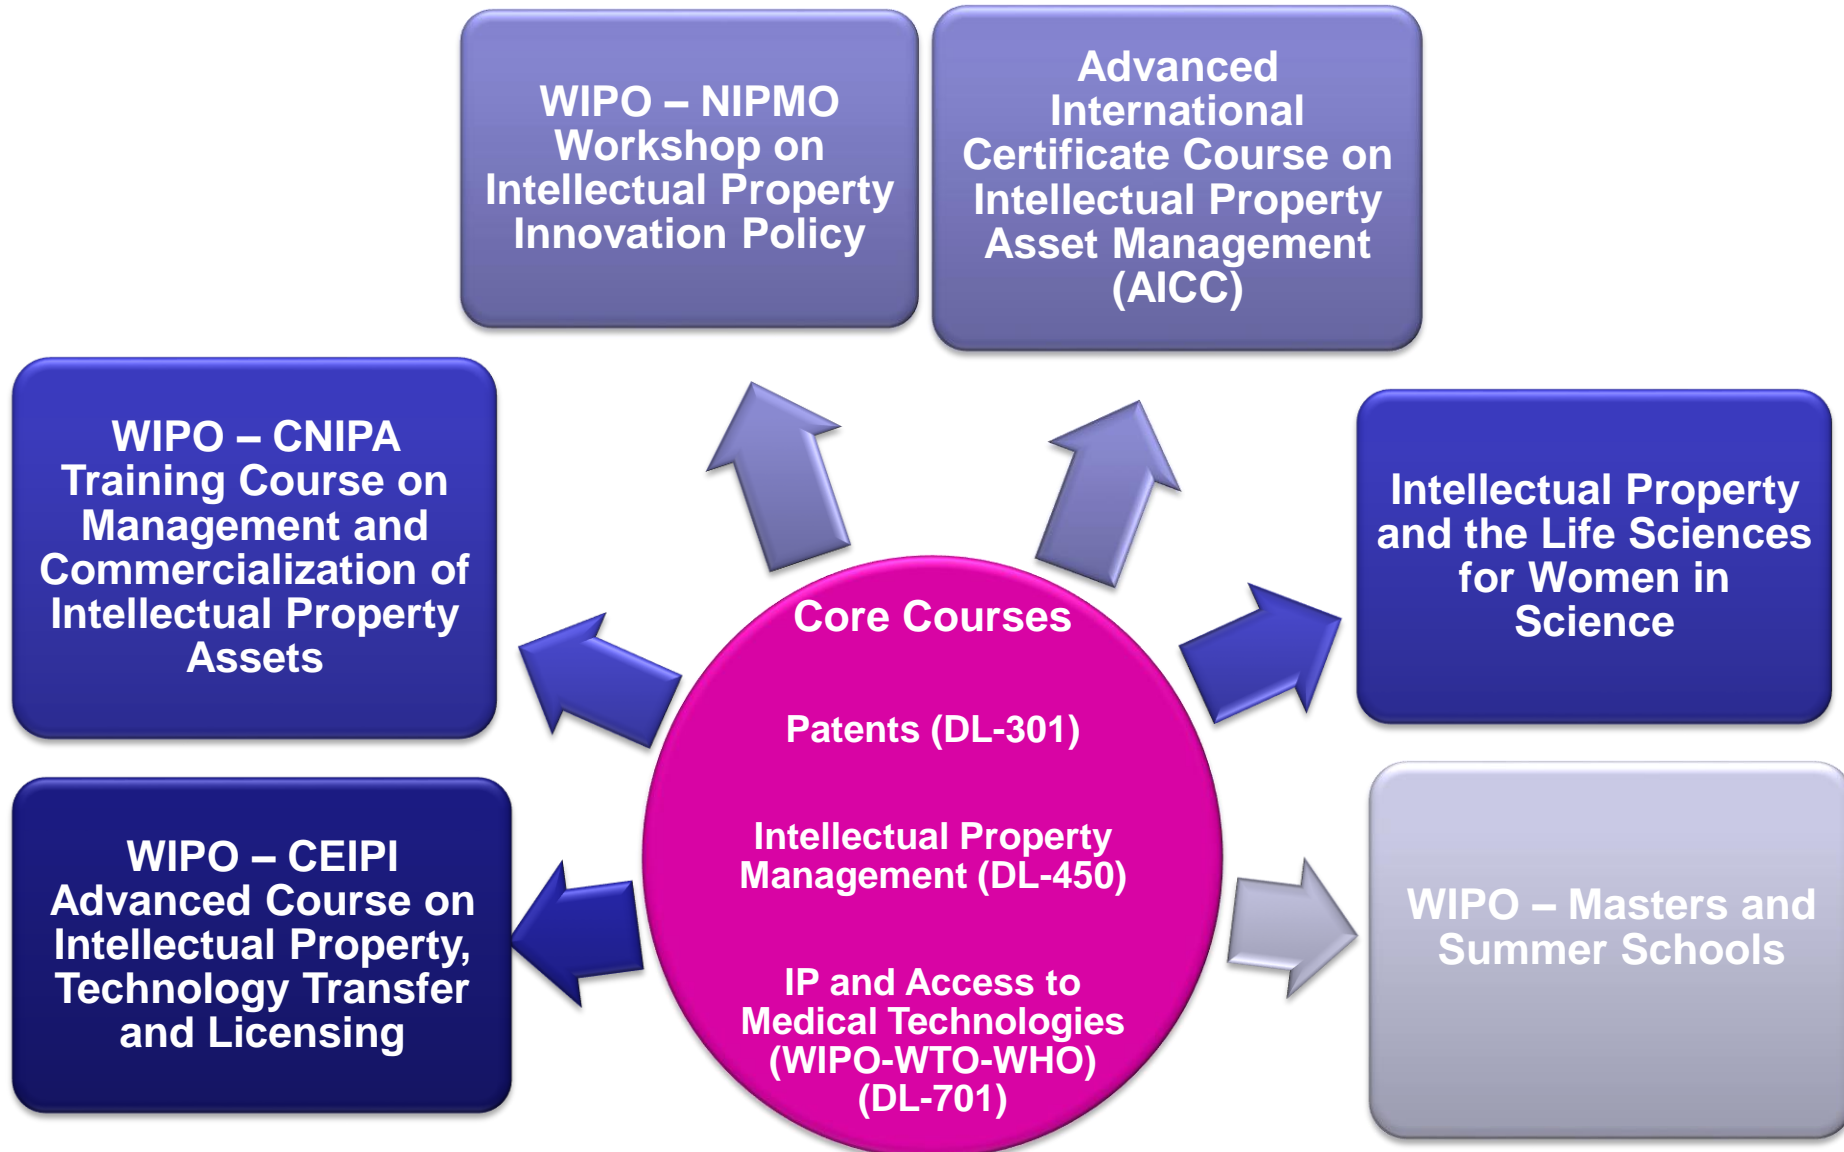 WIPO – NIPMO
Workshop on
Intellectual Property
Innovation Policy
Advanced
International
Certificate Course on
Intellectual Property
Asset Management
(AICC)
WIPO – CNIPA
Training Course on
Management and
Commercialization of
Intellectual Property
Assets
Intellectual Property
and the Life Sciences
for Women in
Science
Core Courses
Patents (DL-301)
Intellectual Property
Management (DL-450)
IP and Access to
Medical Technologies
(WIPO-WTO-WHO)
(DL-701)
WIPO – CEIPI
Advanced Course on
Intellectual Property,
Technology Transfer
and Licensing
WIPO – Masters and
Summer Schools